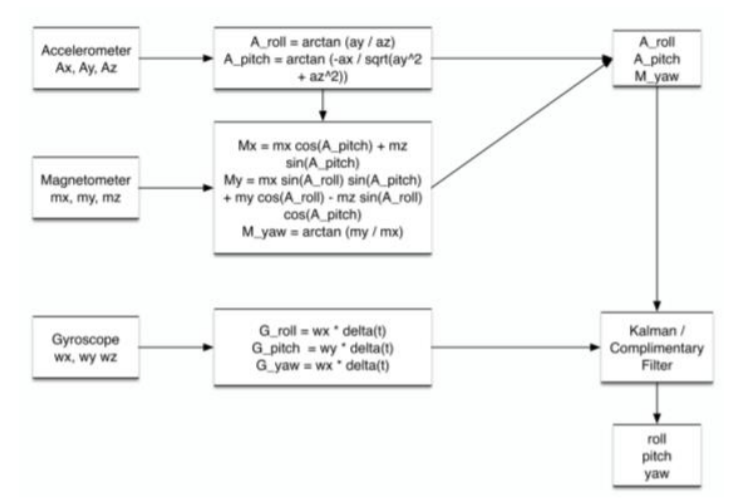 Accelerometer
Ax, Ay, Az
A_roll = arctan (ay / az)
A_pitch = arctan (-ax / sqrt(ay^2
+ az^2))
A_roll
A_pitch
M_yaw
Magnetometer
mx, my, mz
Mx = mx cos(A_pitch) + mz
sin(A_pitch)
My = mx sin(A_roll) sin(A_pitch)
+ my cos(A_roll) - mz sin(A_roll)
cos(A_pitch)
M_yaw = arctan (my / mx)
Gyroscope
wx, wy wz
G_roll = wx * delta(t)
G_pitch = wy * delta(t)
G_yaw = wx * delta(t)
Kalman /
Complimentary
Filter
roll
pitch
yaw